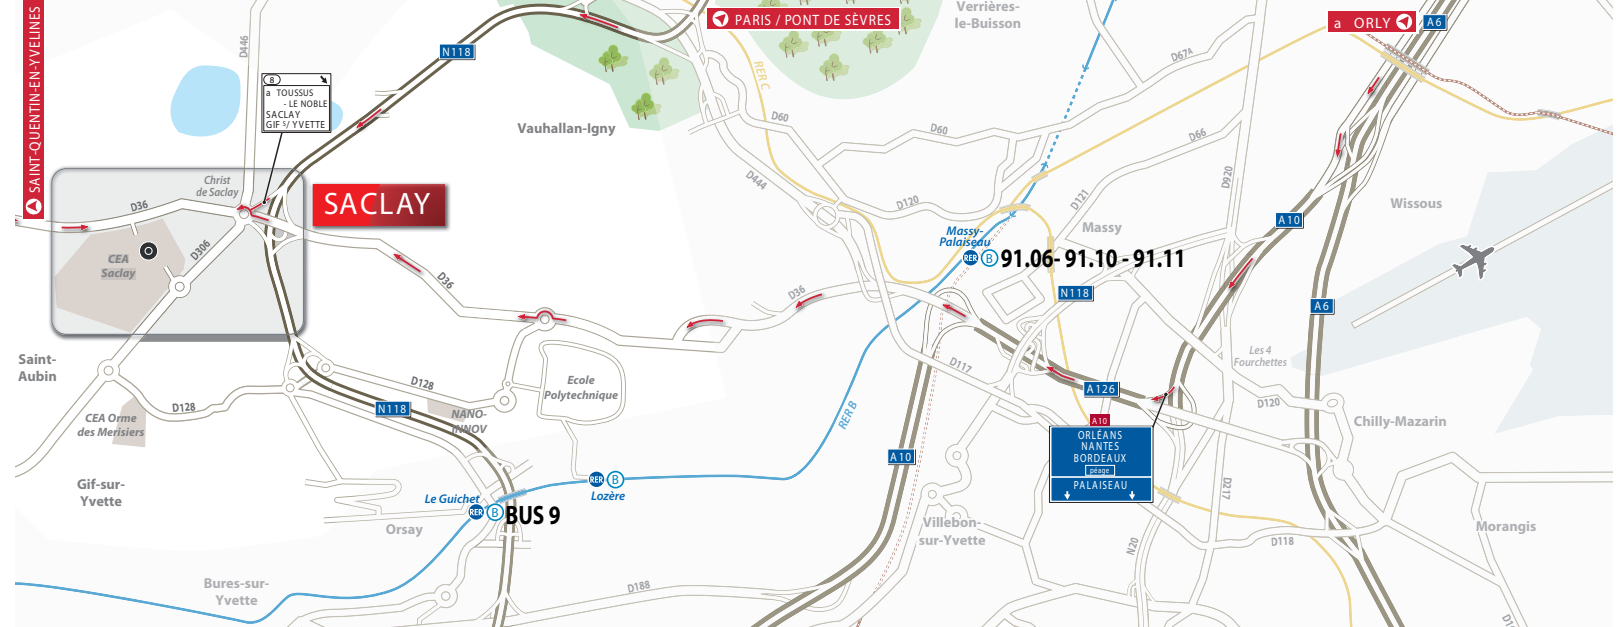 SAINT-QUENTIN-EN-YVELINES
PARIS / PONT DE SÈVRES
a ORLY
A6
Verrières-
le-Buisson
D446
N118
RER C
D67A
8
a TOUSSUS
- LE NOBLE
SACLAY
GIF S/ YVETTE
Vauhallan-Igny
D60
D60
D66
D444
D920
D121
Christ
de Saclay
SACLAY
D36
D120
Wissous
A10
Massy
Massy-
Palaiseau
RER B 91.06- 91.10 - 91.11
CEA
Saclay
D306
D36
D36
N118
A6
Saint-
Aubin
Les 4
Fourchettes
D117
Ecole
Polytechnique
D128
A126
D120
D128
N118
NANO-
INNOV
CEA Orme
des Merisiers
RER B
A10
ORLÉANS
NANTES
BORDEAUX
péage
PALAISEAU
Chilly-Mazarin
A10
Gif-sur-
Yvette
RER B
Lozère
Le Guichet
RER B BUS 9
Orsay
D217
Villebon-
sur-Yvette
Morangis
N20
D118
Bures-sur-
Yvette
D188